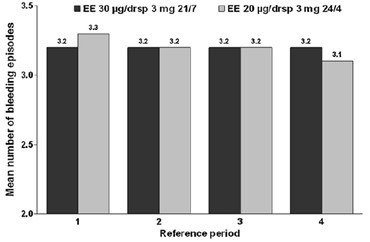 EE 30 µg/drsp 3 mg 21/7 EE 20 µg/drsp 3 mg 24/4
Mean number of bleeding episodes
3.5
3.0
2.5
2.0
3.2 3.3 3.2 3.2 3.2 3.2 3.2 3.1
1 2 3 4
Reference period